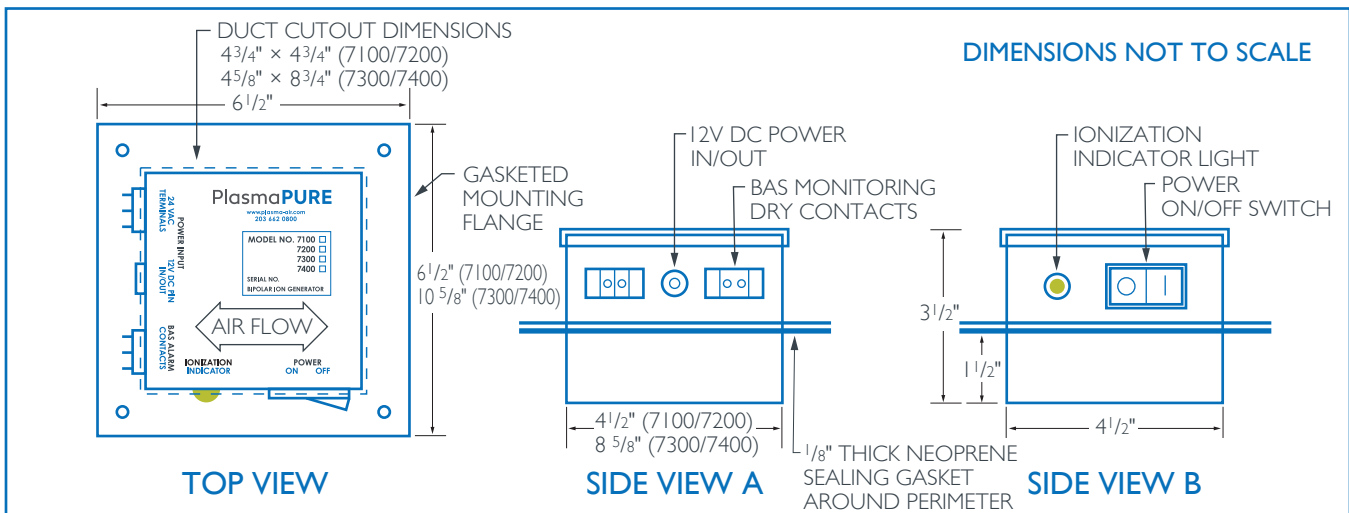 DUCT CUTOUT DIMENSIONS
4 3/4" × 4 3/4" (7100/7200)
4 5/8" × 8 3/4" (7300/7400)
6 1/2"
DIMENSIONS NOT TO SCALE
GASKETED
MOUNTING
FLANGE
6 1/2" (7100/7200)
10 5/8" (7300/7400)
PlasmaPURE
www.plasma-air.com
203 662 0800
MODEL NO. 7100
7200
7300
7400
SERIAL NO.
BIPOLAR ION GENERATOR
24 VAC
TERMINALS
POWER INPUT
12V DC PIN
IN/OUT
BAS ALARM
CONTACTS
AIR FLOW
IONIZATION
INDICATOR
POWER
ON OFF
TOP VIEW
12V DC POWER
IN/OUT
BAS MONITORING
DRY CONTACTS
4 1/2" (7100/7200)
8 5/8" (7300/7400)
1/8" THICK NEOPRENE
SEALING GASKET
AROUND PERIMETER
SIDE VIEW A
IONIZATION
INDICATOR LIGHT
POWER
ON/OFF SWITCH
3 1/2"
1 1/2"
4 1/2"
SIDE VIEW B